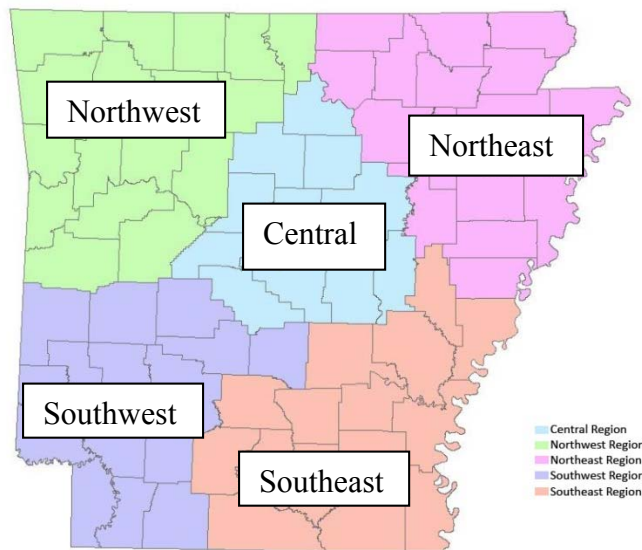 Northwest
Northeast
Central
Southwest
Southeast
Central Region
Northwest Region
Northeast Region
Southwest Region
Southeast Region